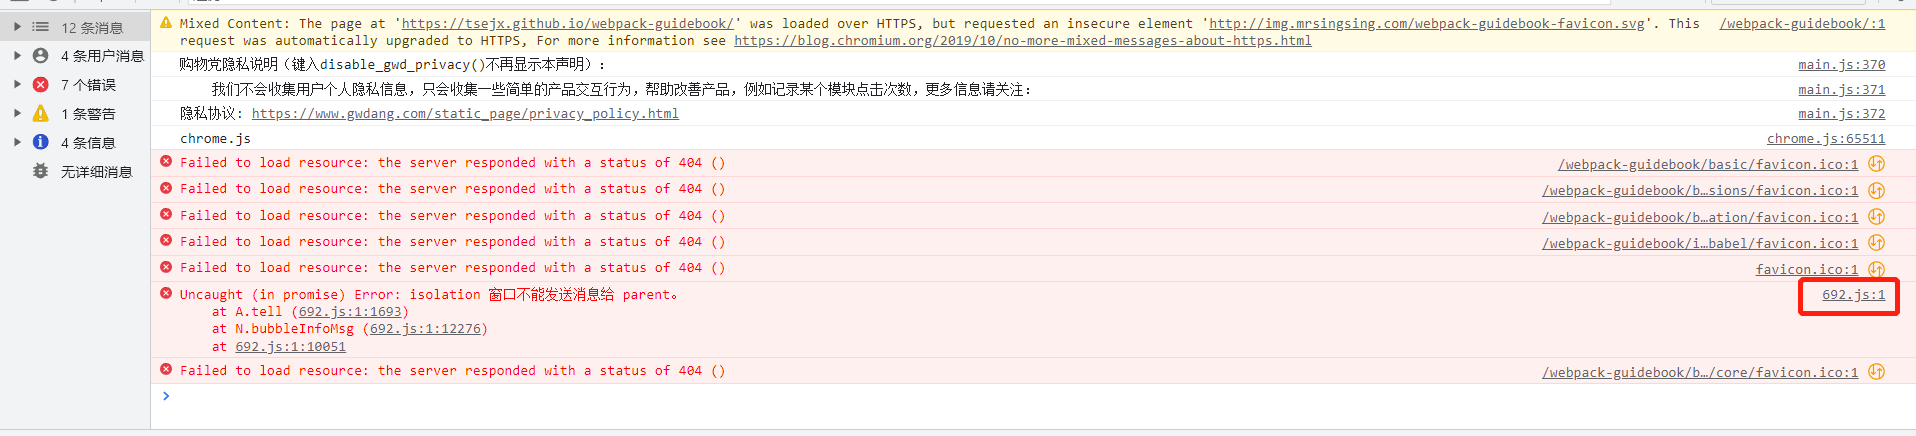 12 条消息
4 条用户消息
7 个错误
1 条警告
4 条信息
无详细消息
Mixed Content: The page at 'https://tsejx.github.io/webpack-guidebook/' was loaded over HTTPS, but requested an insecure element 'http://img.mrsingsing.com/webpack-guidebook-favicon.svg'. This /webpack-guidebook/:1
request was automatically upgraded to HTTPS, For more information see https://blog.chromium.org/2019/10/no-more-mixed-messages-about-https.html
购物党隐私说明（键入disable_gwd_privacy()不再显示本声明）： main.js:370
我们不会收集用户个人隐私信息，只会收集一些简单的产品交互行为，帮助改善产品，例如记录某个模块点击次数，更多信息请关注： main.js:371
隐私协议: https://www.gwdang.com/static_page/privacy_policy.html main.js:372
chrome.js chrome.js:65511
Failed to load resource: the server responded with a status of 404 () /webpack-guidebook/basic/favicon.ico:1
Failed to load resource: the server responded with a status of 404 () /webpack-guidebook/b…sions/favicon.ico:1
Failed to load resource: the server responded with a status of 404 () /webpack-guidebook/b…ation/favicon.ico:1
Failed to load resource: the server responded with a status of 404 () /webpack-guidebook/i…babel/favicon.ico:1
Failed to load resource: the server responded with a status of 404 () favicon.ico:1
Uncaught (in promise) Error: isolation 窗口不能发送消息给 parent。 692.js:1
at A.tell (692.js:1:1693)
at N.bubbleInfoMsg (692.js:1:12276)
at 692.js:1:10051
Failed to load resource: the server responded with a status of 404 () /webpack-guidebook/b…/core/favicon.ico:1